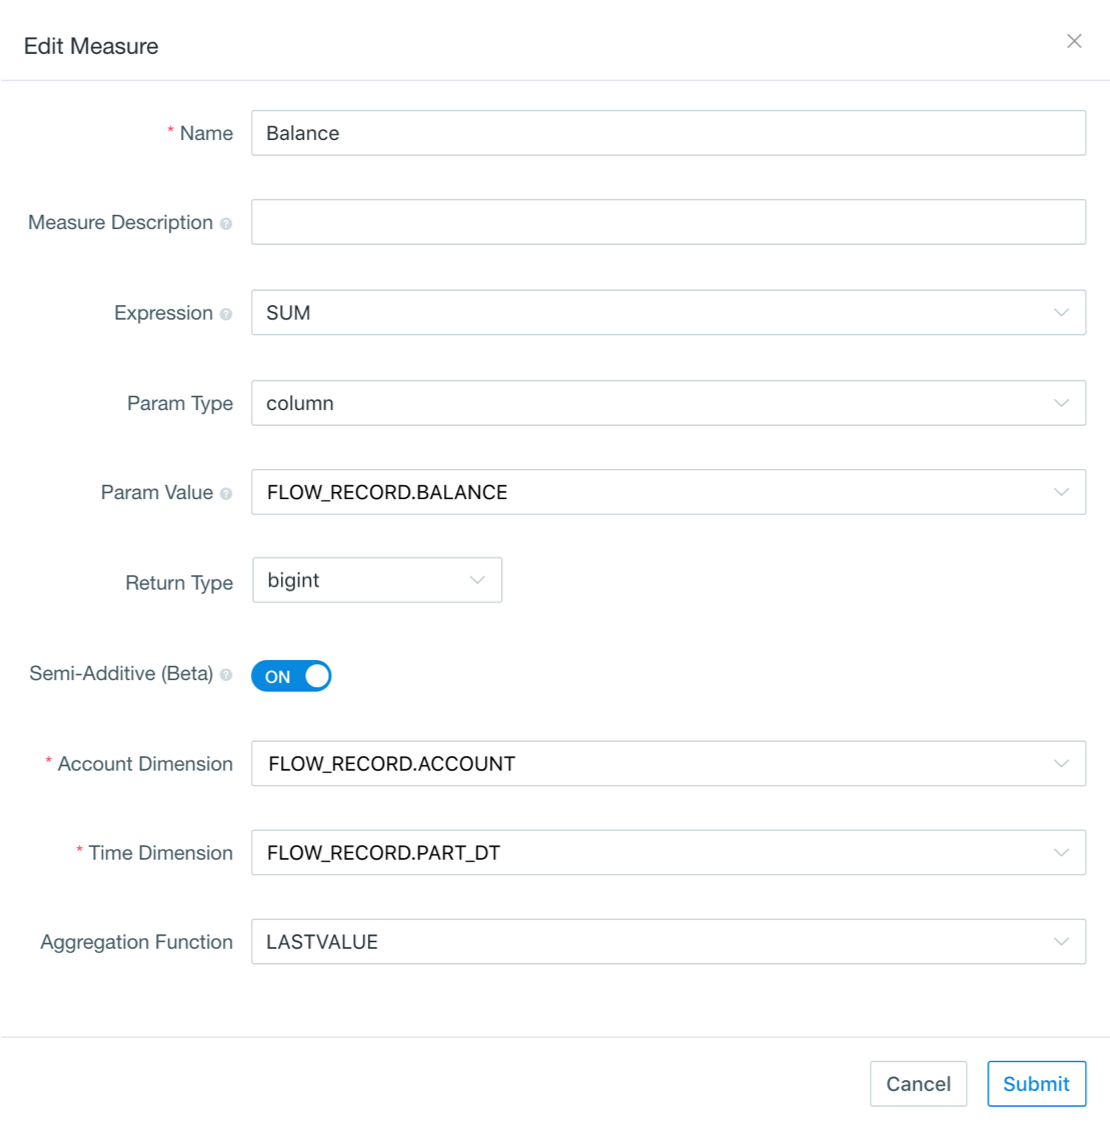 Edit Measure
* Name Balance
Measure Description ?
Expression ? SUM
Param Type column
Param Value ? FLOW_RECORD.BALANCE
Return Type bigint
Semi-Additive (Beta) ? ON
* Account Dimension FLOW_RECORD.ACCOUNT
* Time Dimension FLOW_RECORD.PART_DT
Aggregation Function LASTVALUE
Cancel Submit